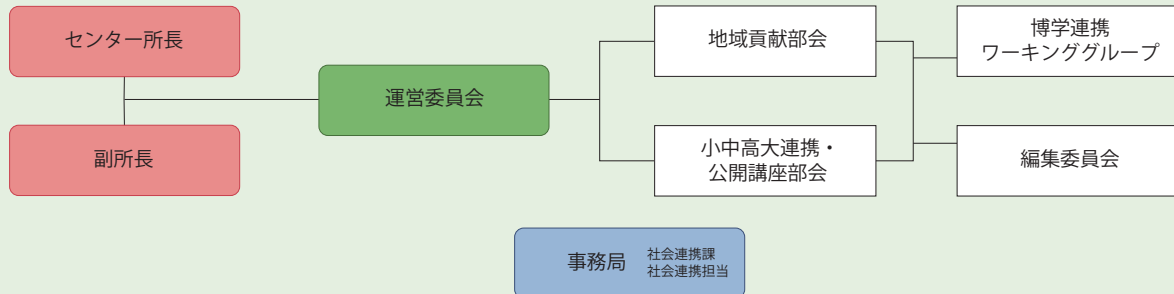 センター所長
副所長
運営委員会
地域貢献部会
小中高大連携・
公開講座部会
博学連携
ワーキンググループ
編集委員会
事務局
社会連携課
社会連携担当